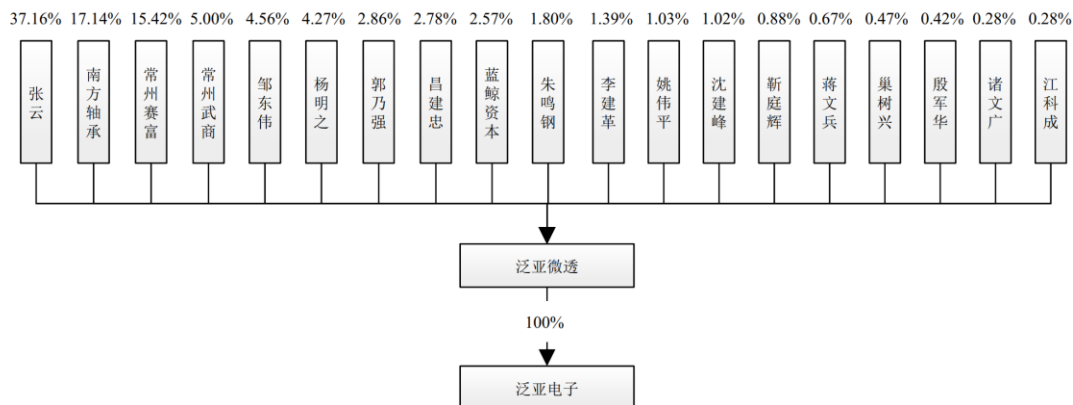 37.16% 17.14% 15.42% 5.00% 4.56% 4.27% 2.86% 2.78% 2.57% 1.80% 1.39% 1.03% 1.02% 0.88% 0.67% 0.47% 0.42% 0.28% 0.28%
张云
南方轴承
常州赛富
常州武商
邹东伟
杨明之
郭乃强
昌建忠
蓝鲸资本
朱鸣钢
李建革
姚伟平
沈建峰
靳庭辉
蒋文兵
巢树兴
殷军华
诸文广
江科成
泛亚微透
100%
泛亚电子